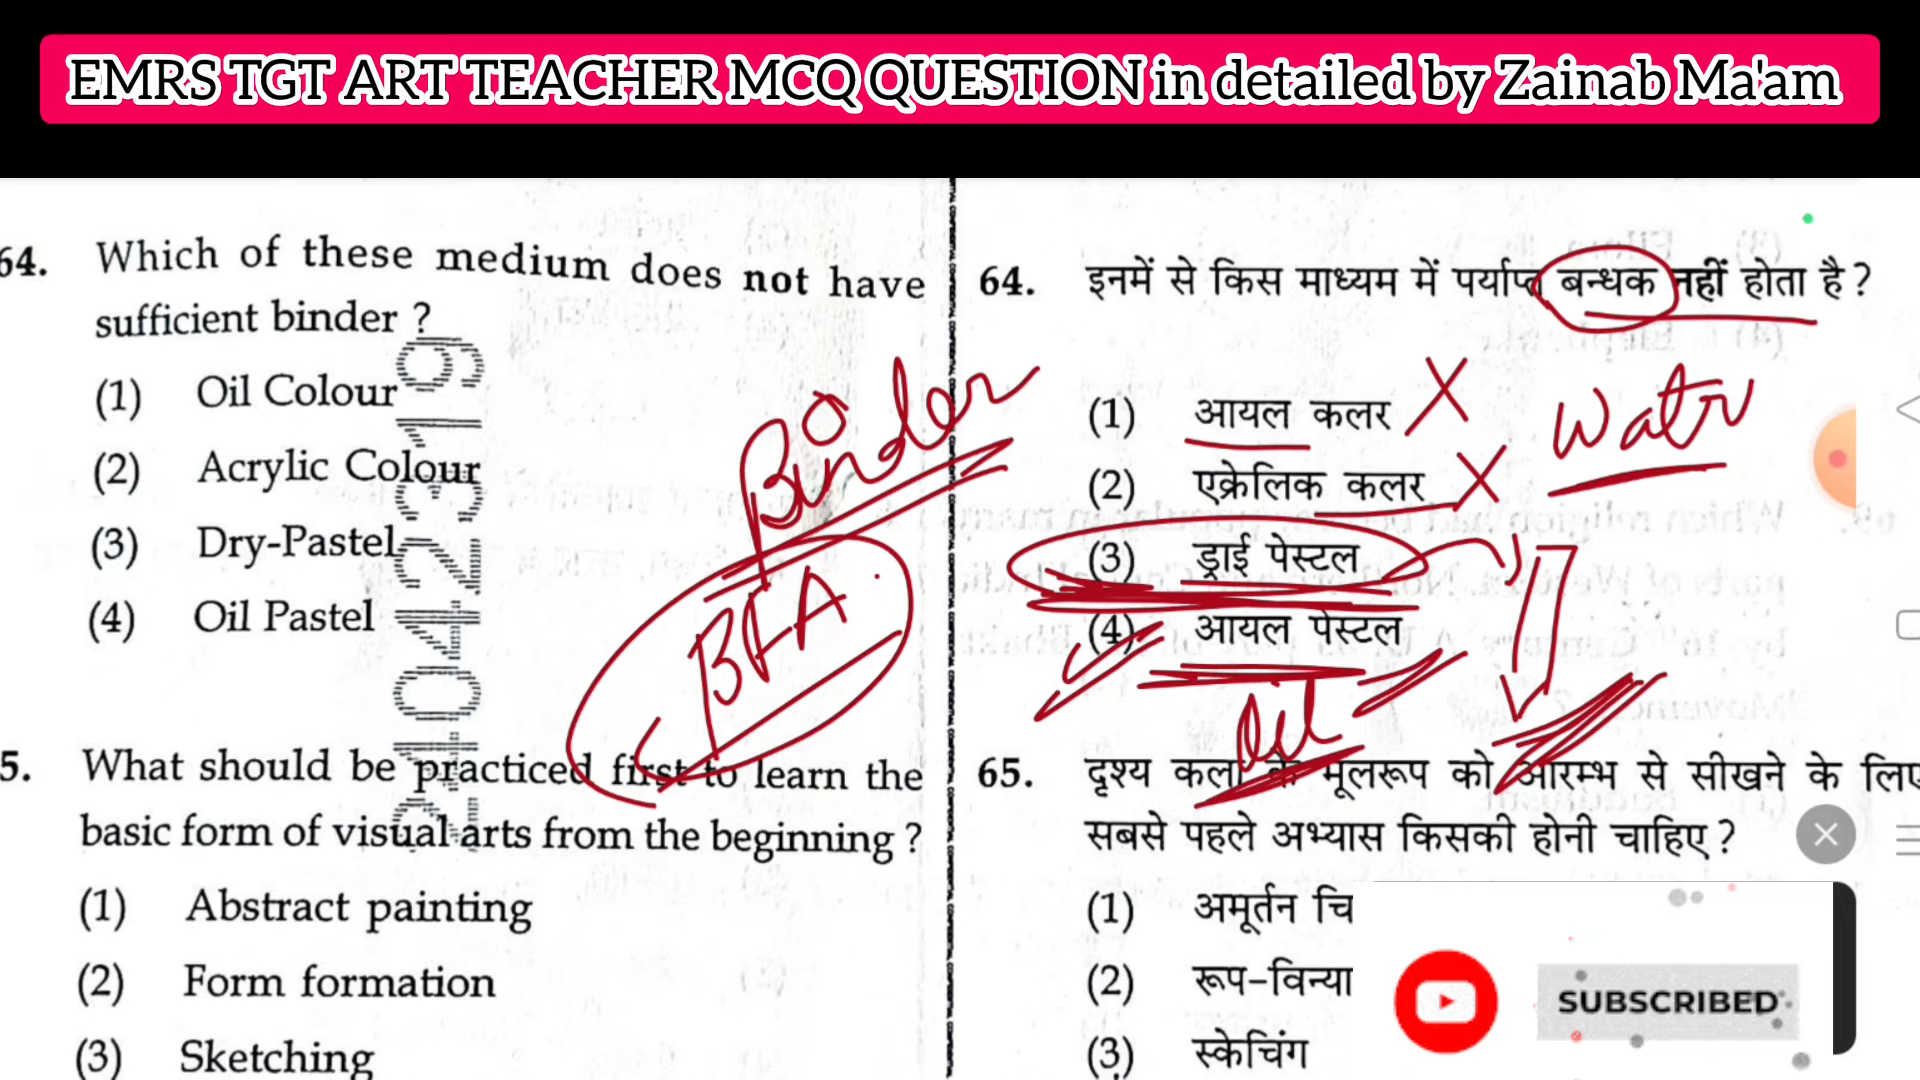 EMRS TGT ART TEACHER MCQ QUESTION in detailed by Zainab Ma'am
64. Which of these medium does not have
sufficient binder ?
(1) Oil Colour
(2) Acrylic Colour
(3) Dry-Pastel
(4) Oil Pastel
5. What should be practiced first to learn the
basic form of visual arts from the beginning ?
(1) Abstract painting
(2) Form formation
(3) Sketching
Binder
BFA
64. इनमें से किस माध्यम में पर्याप्त बन्धक नहीं होता है ?
(1) आयल कलर
(2) एक्रेलिक कलर
(3) ड्राई पेस्टल
(4) आयल पेस्टल
Oil
65. दृश्य कला के मूलरूप को आरम्भ से सीखने के लिए
सबसे पहले अभ्यास किसकी होनी चाहिए ?
(1) अमूर्तन चि
(2) रूप-विन्या
(3) स्केचिंग
SUBSCRIBED